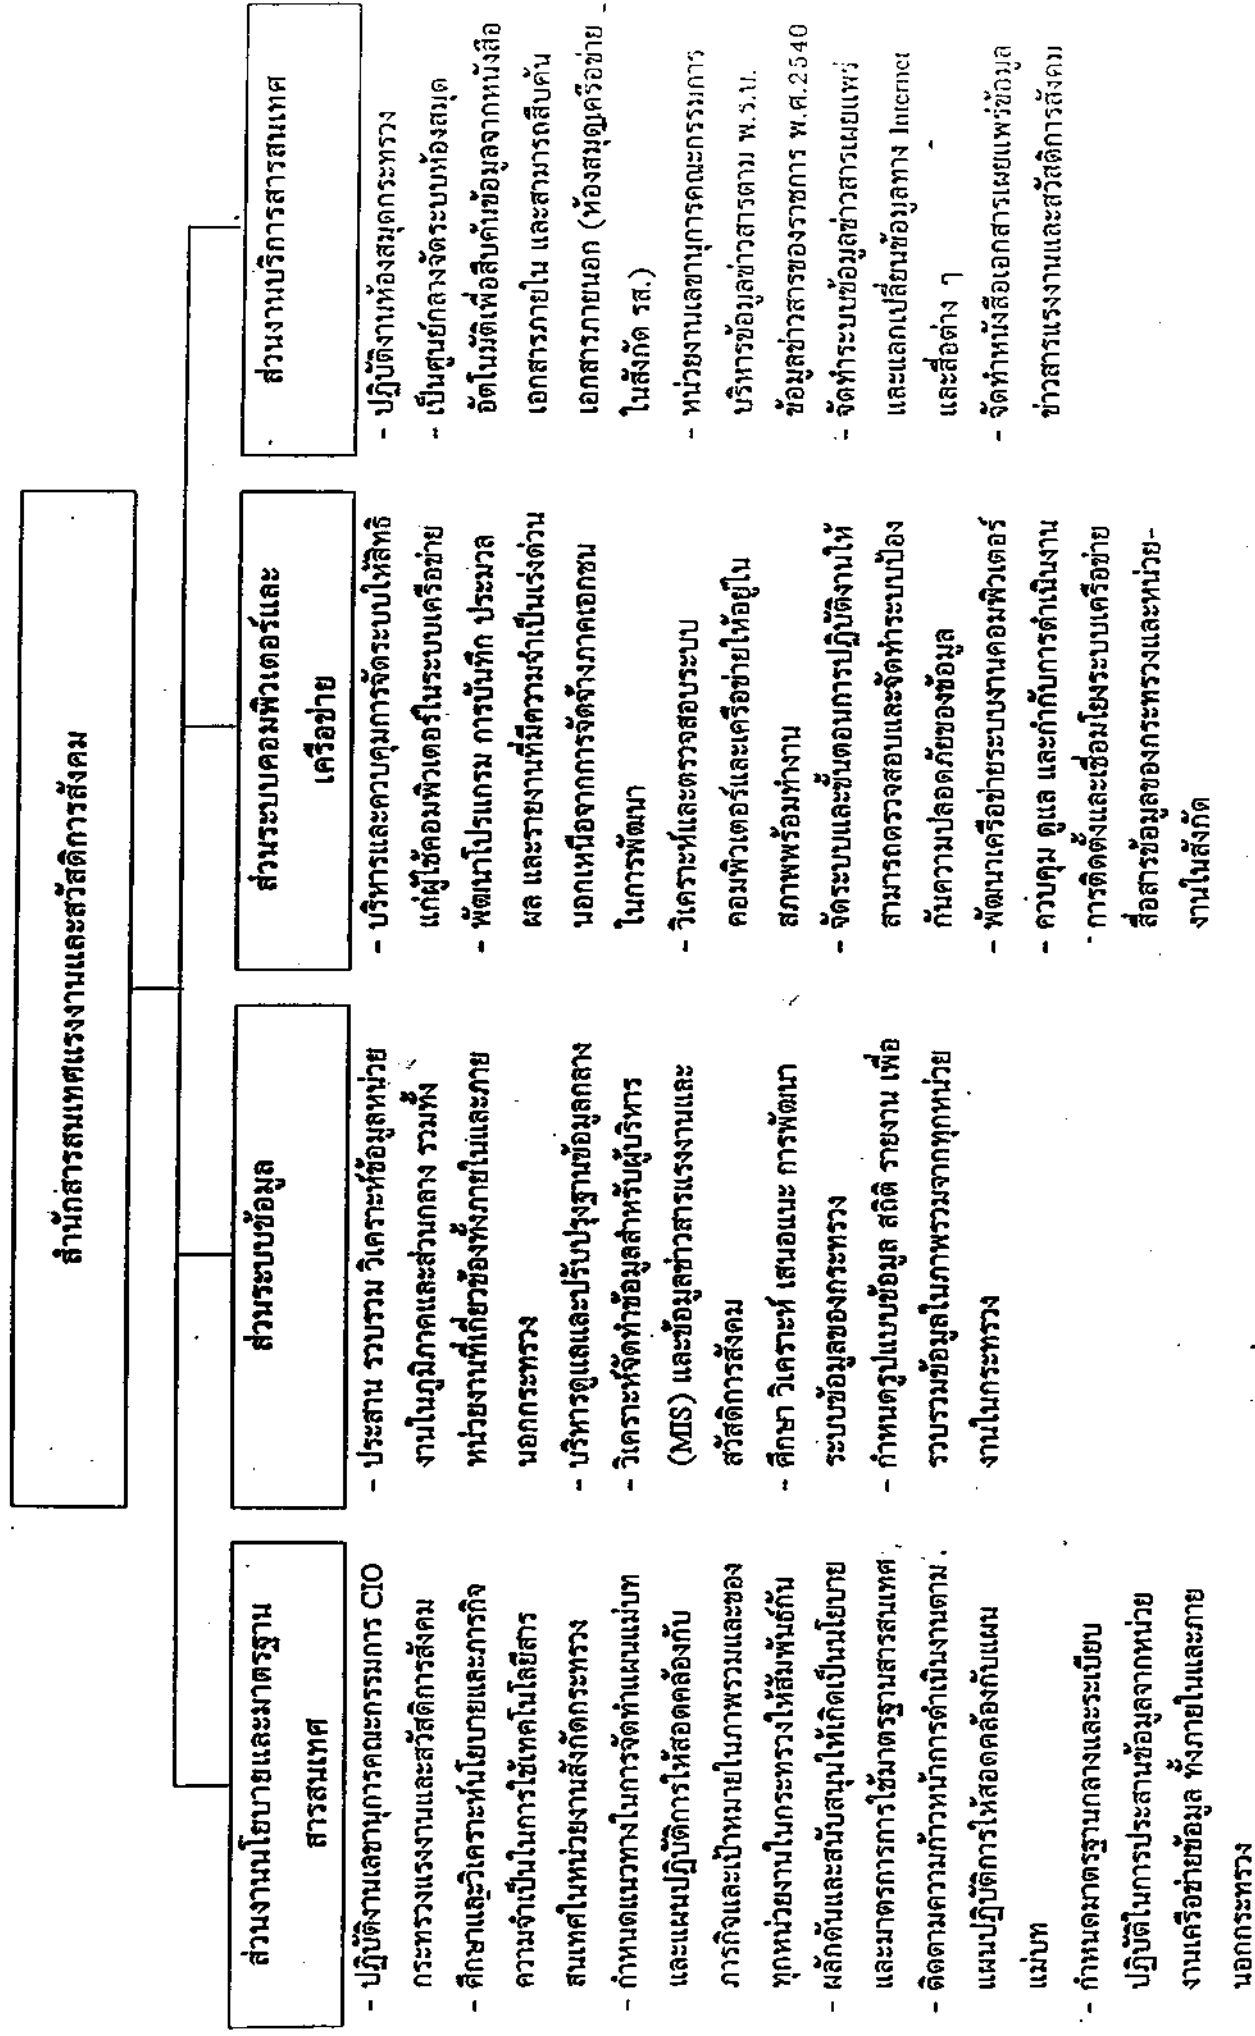 สำนักสารสนเทศแรงงานและสวัสดิการสังคม
ส่วนงานนโยบายและมาตรฐาน
สารสนเทศ
- ปฏิบัติงานเลขานุการคณะกรรมการ CIO
กระทรวงแรงงานและสวัสดิการสังคม
- ศึกษาและวิเคราะห์นโยบายและภารกิจ
ความจำเป็นในการใช้เทคโนโลยีสาร
สนเทศในหน่วยงานสังกัดกระทรวง
- กำหนดแนวทางในการจัดทำแผนแม่บท
และแผนปฏิบัติการให้สอดคล้องกับ
ภารกิจและเป้าหมายในภาพรวมและของ
ทุกหน่วยงานในกระทรวงให้สัมพันธ์กัน
- ผลักดันและสนับสนุนให้เกิดเป็นนโยบาย
และมาตรการการใช้มาตรฐานสารสนเทศ
- ติดตามความก้าวหน้าการดำเนินงานตาม
แผนปฏิบัติการให้สอดคล้องกับแผน
แม่บท
- กำหนดมาตรฐานกลางและระเบียบ
ปฏิบัติในการประสานข้อมูลจากหน่วย
งานเครือข่ายข้อมูล ทั้งภายในและภาย
นอกกระทรวง
ส่วนระบบข้อมูล
- ประสาน รวบรวม วิเคราะห์ข้อมูลหน่วย
งานในภูมิภาคและส่วนกลาง รวมทั้ง
หน่วยงานที่เกี่ยวข้องทั้งภายในและภาย
นอกกระทรวง
- บริหารดูแลและปรับปรุงฐานข้อมูลกลาง
- วิเคราะห์จัดทำข้อมูลสำหรับผู้บริหาร
(MIS) และข้อมูลข่าวสารแรงงานและ
สวัสดิการสังคม
- ศึกษา วิเคราะห์ เสนอแนะ การพัฒนา
ระบบข้อมูลของกระทรวง
- กำหนดรูปแบบข้อมูล สถิติ รายงาน เพื่อ
รวบรวมข้อมูลในภาพรวมจากทุกหน่วย
งานในกระทรวง
ส่วนระบบคอมพิวเตอร์และ
เครือข่าย
- บริหารและควบคุมการจัดระบบให้สิทธิ
แก่ผู้ใช้คอมพิวเตอร์ในระบบเครือข่าย
- พัฒนาโปรแกรม การบันทึก ประมวล
ผล และรายงานที่มีความจำเป็นเร่งด่วน
นอกเหนือจากการจัดจ้างภาคเอกชน
ในการพัฒนา
- วิเคราะห์และตรวจสอบระบบ
คอมพิวเตอร์และเครือข่ายให้อยู่ใน
สภาพพร้อมทำงาน
- จัดระบบและขั้นตอนการปฏิบัติงานให้
สามารถตรวจสอบและจัดทำระบบป้อง
กันความปลอดภัยของข้อมูล
- พัฒนาเครือข่ายระบบงานคอมพิวเตอร์
- ควบคุม ดูแล และกำกับการดำเนินงาน
การติดตั้งและเชื่อมโยงระบบเครือข่าย
สื่อสารข้อมูลของกระทรวงและหน่วย-
งานในสังกัด
ส่วนงานบริการสารสนเทศ
- ปฏิบัติงานห้องสมุดกระทรวง
- เป็นศูนย์กลางจัดระบบห้องสมุด
อัตโนมัติเพื่อสืบค้นข้อมูลจากหนังสือ
เอกสารภายใน และสามารถสืบค้น
เอกสารภายนอก (ห้องสมุดเครือข่าย
ในสังกัด รส.)
- หน่วยงานเลขานุการคณะกรรมการ
บริหารข้อมูลข่าวสารตาม พ.ร.บ.
ข้อมูลข่าวสารของราชการ พ.ศ.2540
- จัดทำระบบข้อมูลข่าวสารเผยแพร่
และแลกเปลี่ยนข้อมูลทาง Internet
และสื่อต่าง ๆ
- จัดทำหนังสือเอกสารเผยแพร่ข้อมูล
ข่าวสารแรงงานและสวัสดิการสังคม